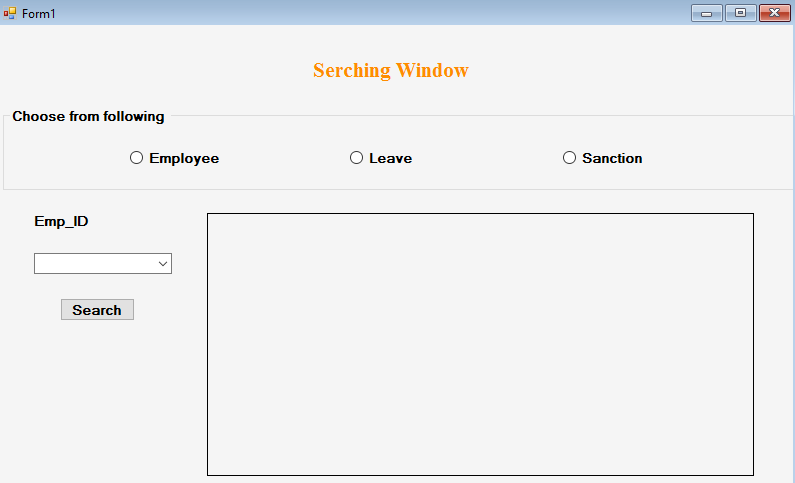 Form1
Serching Window
Choose from following
Employee Leave Sanction
Emp_ID
Search